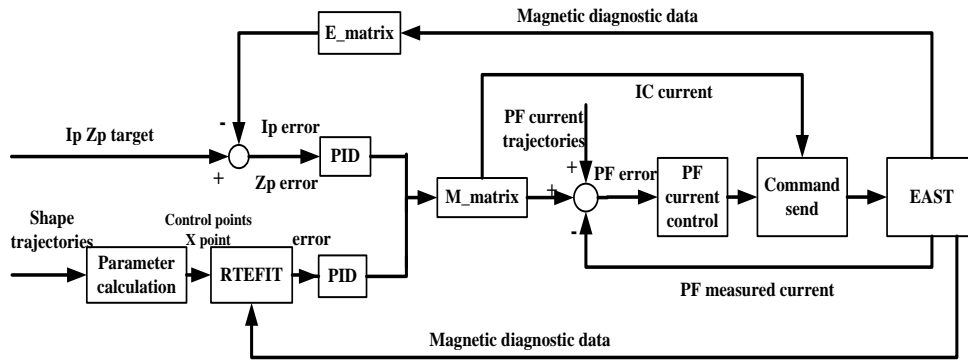 Magnetic diagnostic data
E_matrix
IC current
-
Ip error
Ip Zp target
PF current
trajectories
PID
+
Zp error
+
+
PF error
M_matrix
PF
current
control
Command
send
EAST
-
Shape
trajectories
Control points
X point
error
Parameter
calculation
RTEFIT
PID
PF measured current
Magnetic diagnostic data